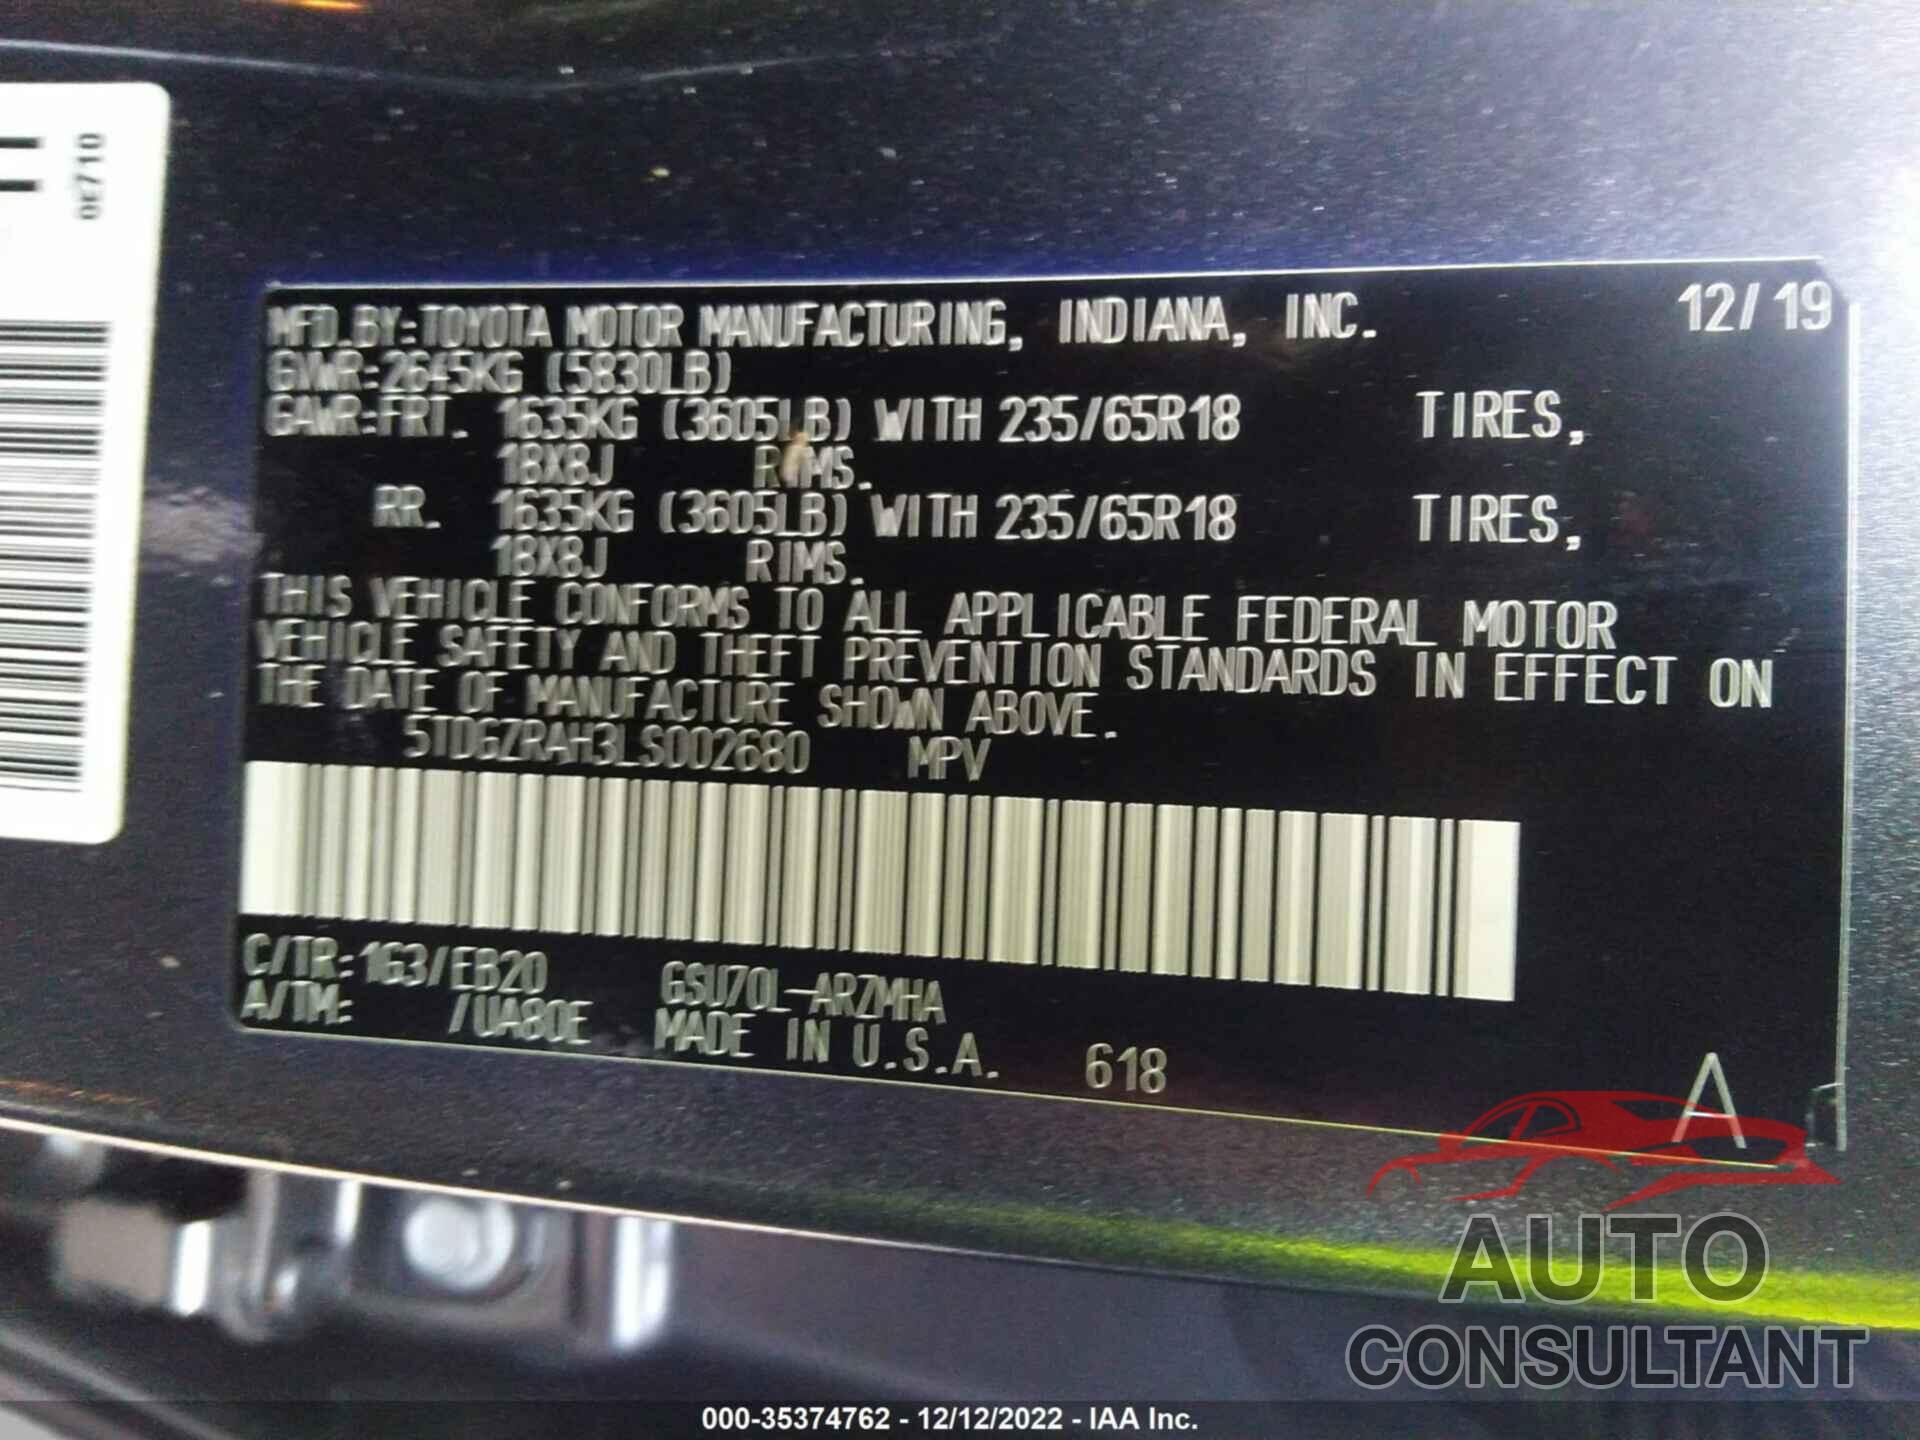 0E710
MFD.BY:TOYOTA MOTOR MANUFACTURING, INDIANA, INC. 12/19
GVWR:2645KG (5830LB)
GAWR:FRT. 1635KG (3605LB) WITH 235/65R18 TIRES,
18X8J RIMS.
RR. 1635KG (3605LB) WITH 235/65R18 TIRES,
18X8J RIMS.
THIS VEHICLE CONFORMS TO ALL APPLICABLE FEDERAL MOTOR
VEHICLE SAFETY AND THEFT PREVENTION STANDARDS IN EFFECT ON
THE DATE OF MANUFACTURE SHOWN ABOVE.
5TDGZRAH3LS002680 MPV
C/TR:1G3/EB20 GSU70L-ARZMHA
A/TM: /UA80E MADE IN U.S.A. 618
A
AUTO
CONSULTANT
000-35374762 - 12/12/2022 - IAA Inc.